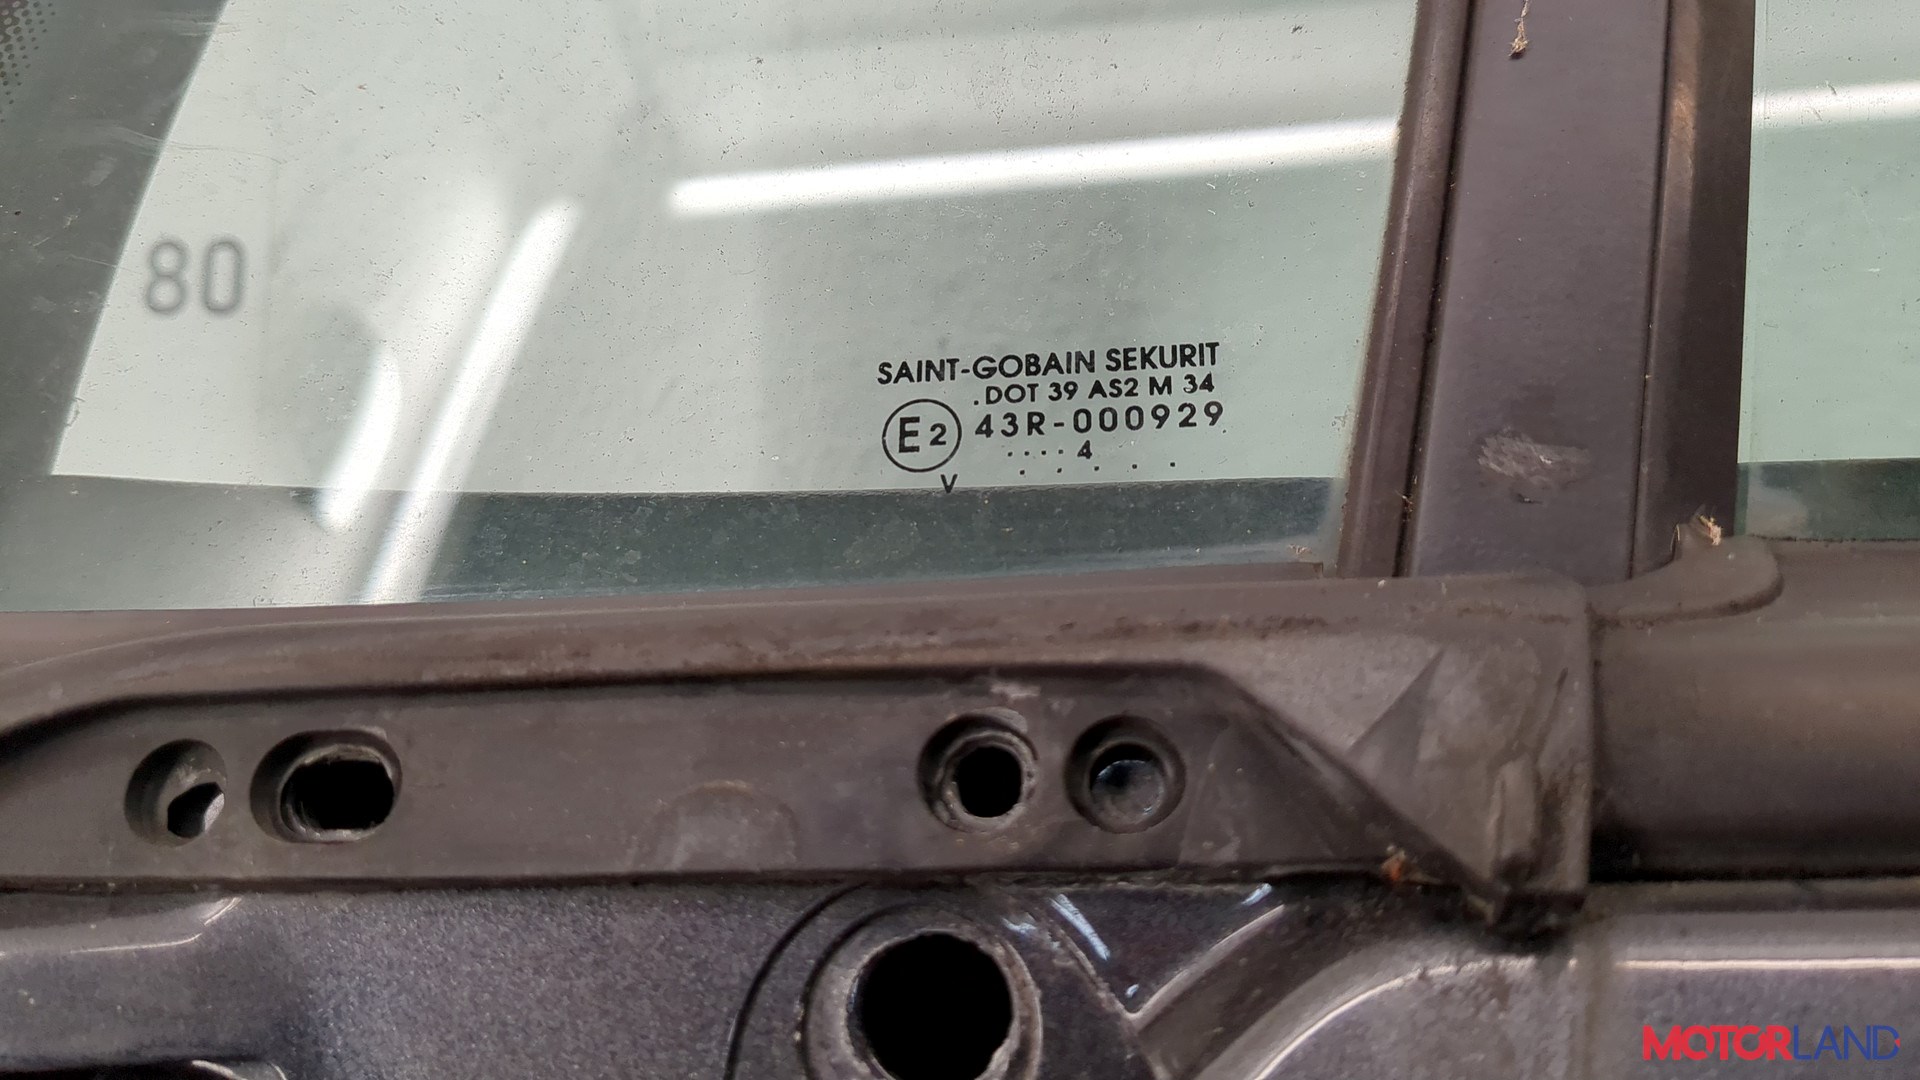 80
SAINT-GOBAIN SEKURIT
.DOT 39 AS2 M 34
E2 43R-000929
....4
. . . . .
V
MOTORLAND